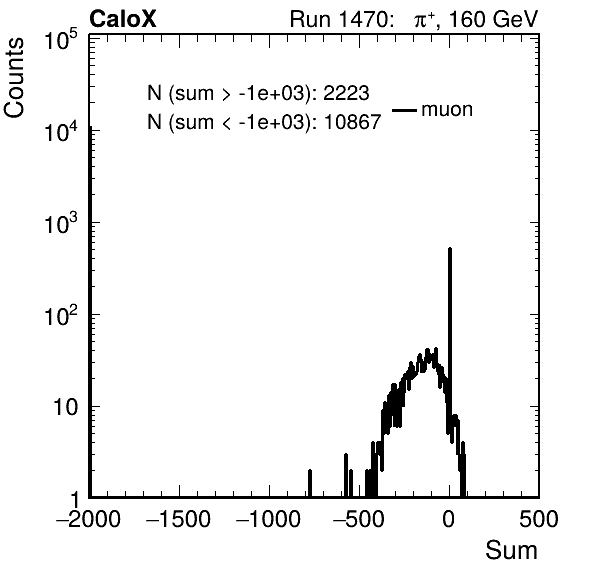 CaloX Run 1470: π⁺, 160 GeV
Counts
10⁵
N (sum > -1e+03): 2223
N (sum < -1e+03): 10867
muon
10⁴
10³
10²
10
1
−2000 −1500 −1000 −500 0 500
Sum